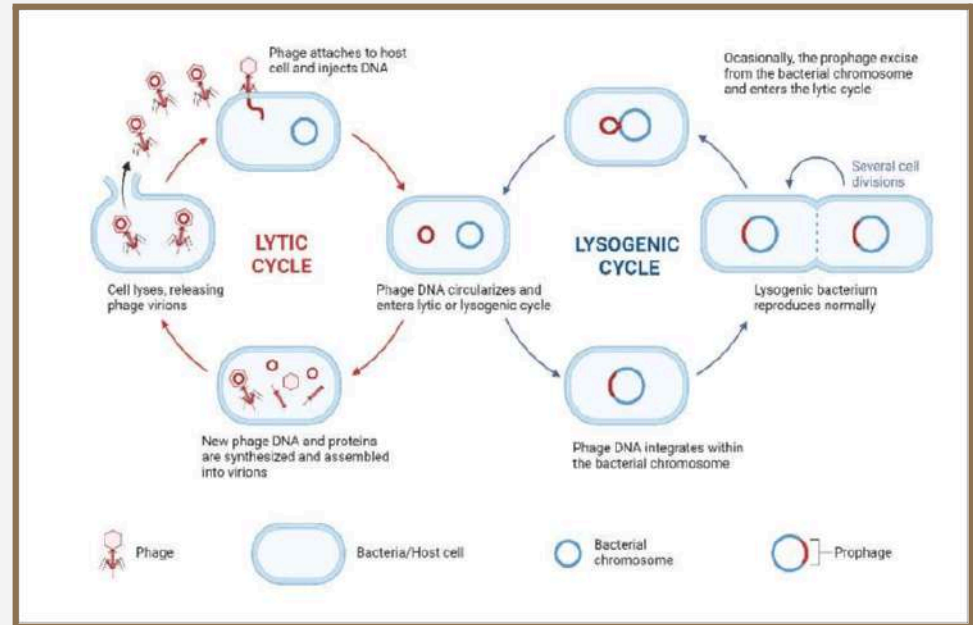 Phage attaches to host
cell and injects DNA
Ocasionally, the prophage excise
from the bacterial chromosome
and enters the lytic cycle
Several cell
divisions
LYTIC
CYCLE
LYSOGENIC
CYCLE
Cell lyses, releasing
phage virions
Phage DNA circularizes and
enters lytic or lysogenic cycle
Lysogenic bacterium
reproduces normally
New phage DNA and proteins
are synthesized and assembled
into virions
Phage DNA integrates within
the bacterial chromosome
Phage
Bacteria/Host cell
Bacterial
chromosome
Prophage